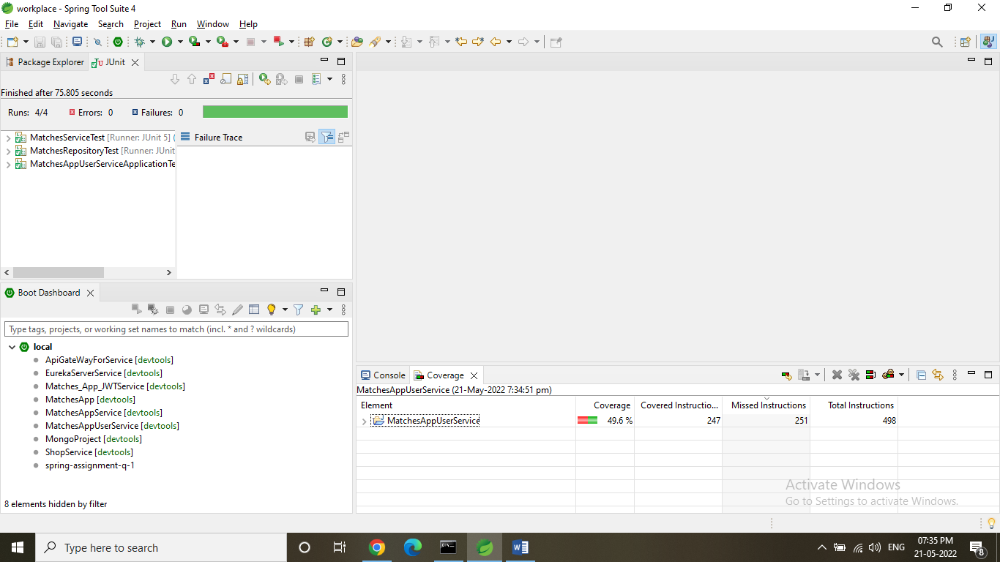 workplace - Spring Tool Suite 4
File Edit Navigate Search Project Run Window Help
Package Explorer JUnit
Finished after 75.805 seconds
Runs: 4/4 Errors: 0 Failures: 0
MatchesServiceTest [Runner: JUnit 5] (
MatchesRepositoryTest [Runner: JUnit
MatchesAppUserServiceApplicationTe
Failure Trace
Boot Dashboard
Type tags, projects, or working set names to match (incl. * and ? wildcards)
local
ApiGateWayForService [devtools]
EurekaServerService [devtools]
Matches_App_JWTService [devtools]
MatchesApp [devtools]
MatchesAppService [devtools]
MatchesAppUserService [devtools]
MongoProject [devtools]
ShopService [devtools]
spring-assignment-q-1
8 elements hidden by filter
Console Coverage
MatchesAppUserService (21-May-2022 7:34:51 pm)
Element Coverage Covered Instructio... Missed Instructions Total Instructions
MatchesAppUserService 49.6 % 247 251 498
Activate Windows
Go to Settings to activate Windows.
Type here to search
ENG
07:35 PM
21-05-2022
8